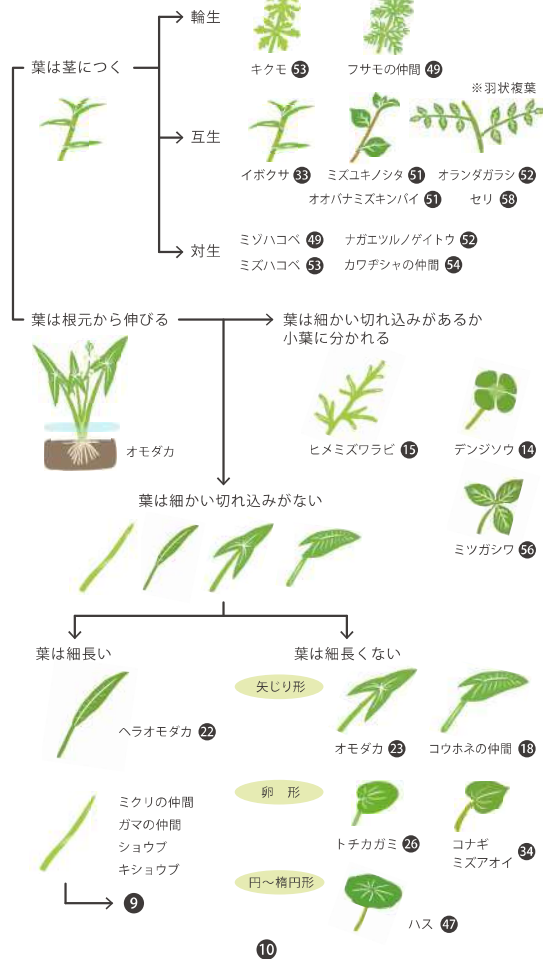 輪生
キクモ 53
フサモの仲間 49
葉は茎につく
※羽状複葉
互生
イボクサ 33
ミズユキノシタ 51
オランダガラシ 52
オオバナミズキンバイ 51
セリ 58
対生
ミゾハコベ 49
ナガエツルノゲイトウ 52
ミズハコベ 53
カワヂシャの仲間 54
葉は根元から伸びる
葉は細かい切れ込みがあるか
小葉に分かれる
オモダカ
ヒメミズワラビ 15
デンジソウ 14
ミツガシワ 56
葉は細かい切れ込みがない
葉は細長い
葉は細長くない
ヘラオモダカ 22
矢じり形
オモダカ 23
コウホネの仲間 18
ミクリの仲間
ガマの仲間
ショウブ
キショウブ
9
卵 形
トチカガミ 26
コナギ
ミズアオイ 34
円〜楕円形
ハス 47
10